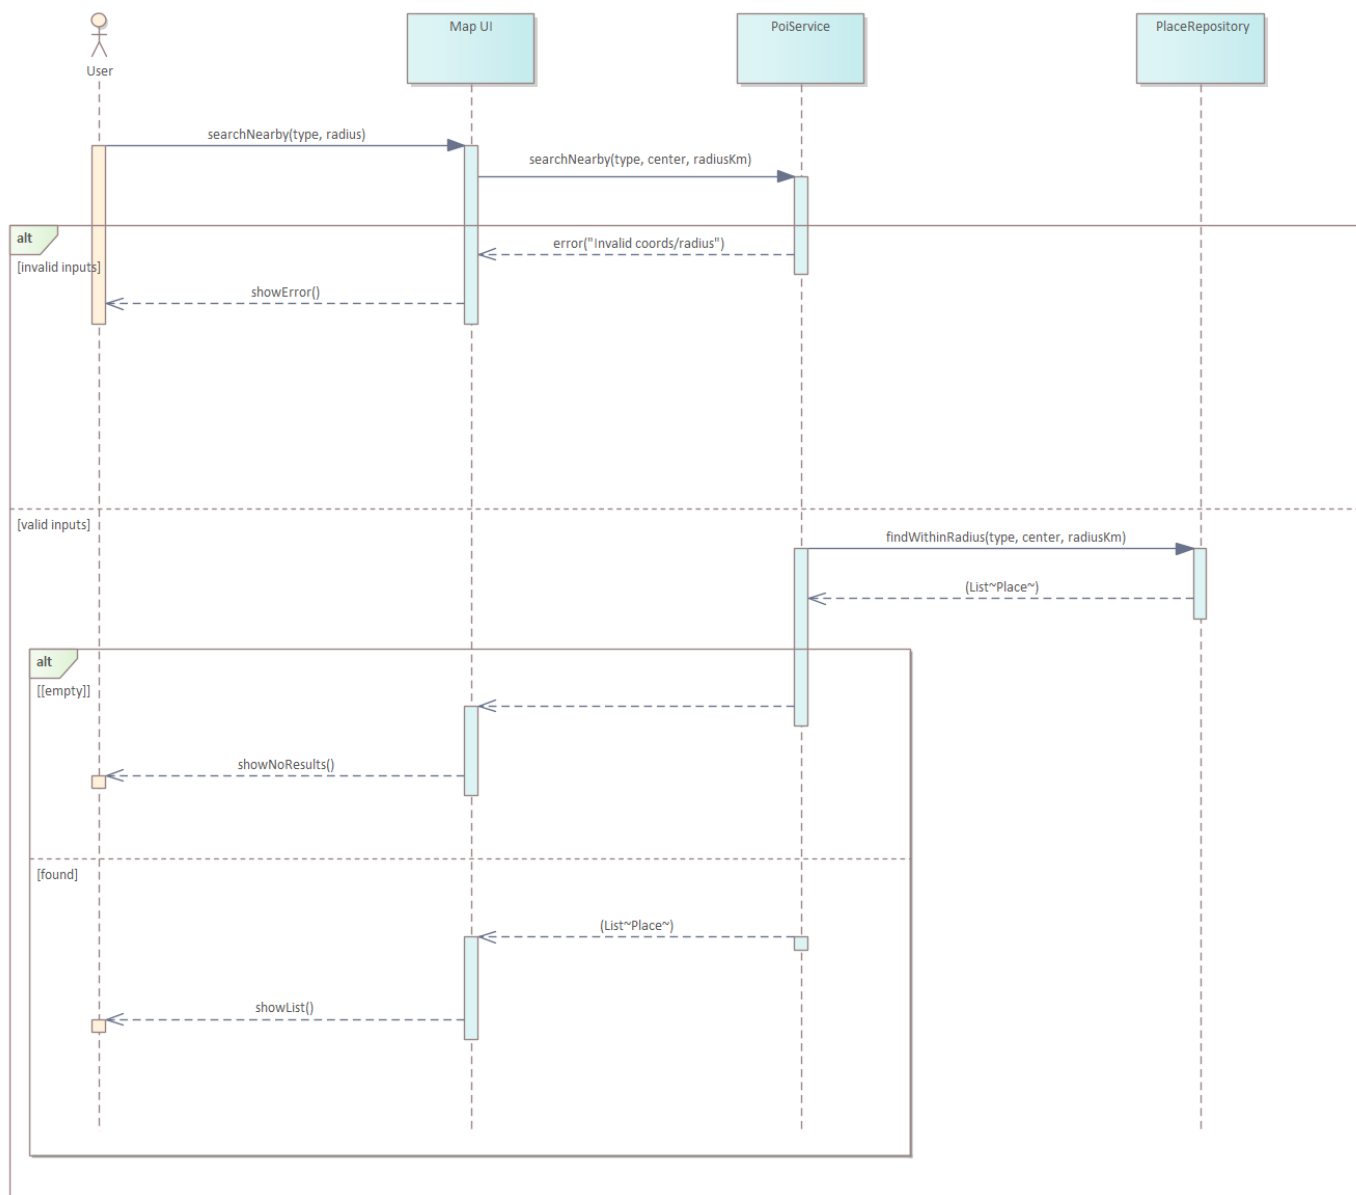 User
Map UI
PoiService
PlaceRepository
searchNearby(type, radius)
searchNearby(type, center, radiusKm)
alt
[invalid inputs]
error("Invalid coords/radius")
showError()
[valid inputs]
findWithinRadius(type, center, radiusKm)
(List~Place~)
alt
[[empty]]
showNoResults()
[found]
(List~Place~)
showList()